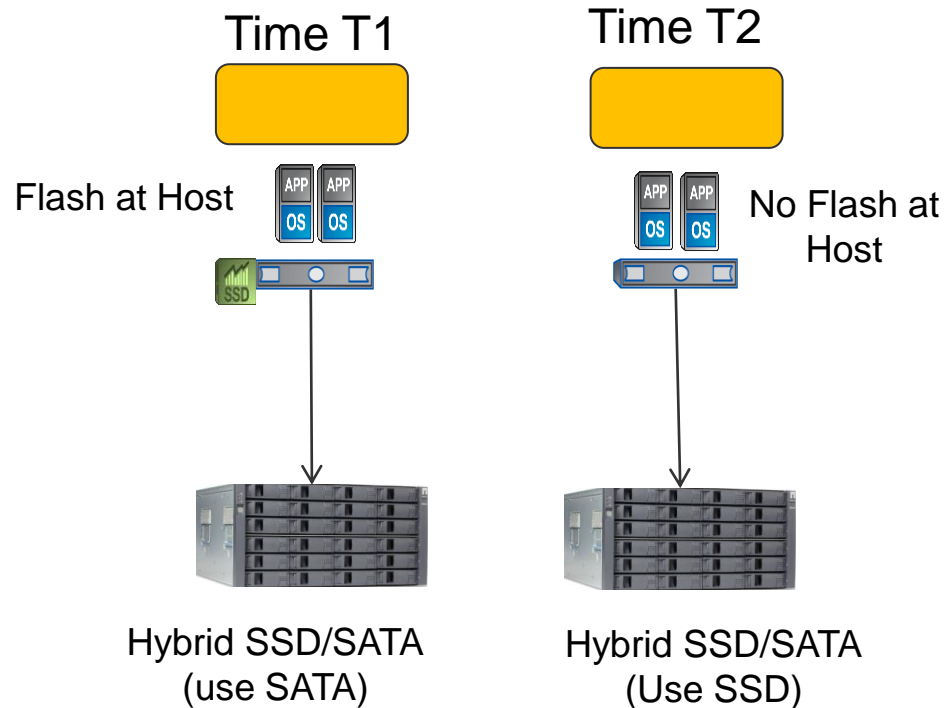 Time T1
Time T2
Flash at Host
APP
APP
OS
OS
SSD
APP
APP
OS
OS
No Flash at
Host
Hybrid SSD/SATA
(use SATA)
Hybrid SSD/SATA
(Use SSD)